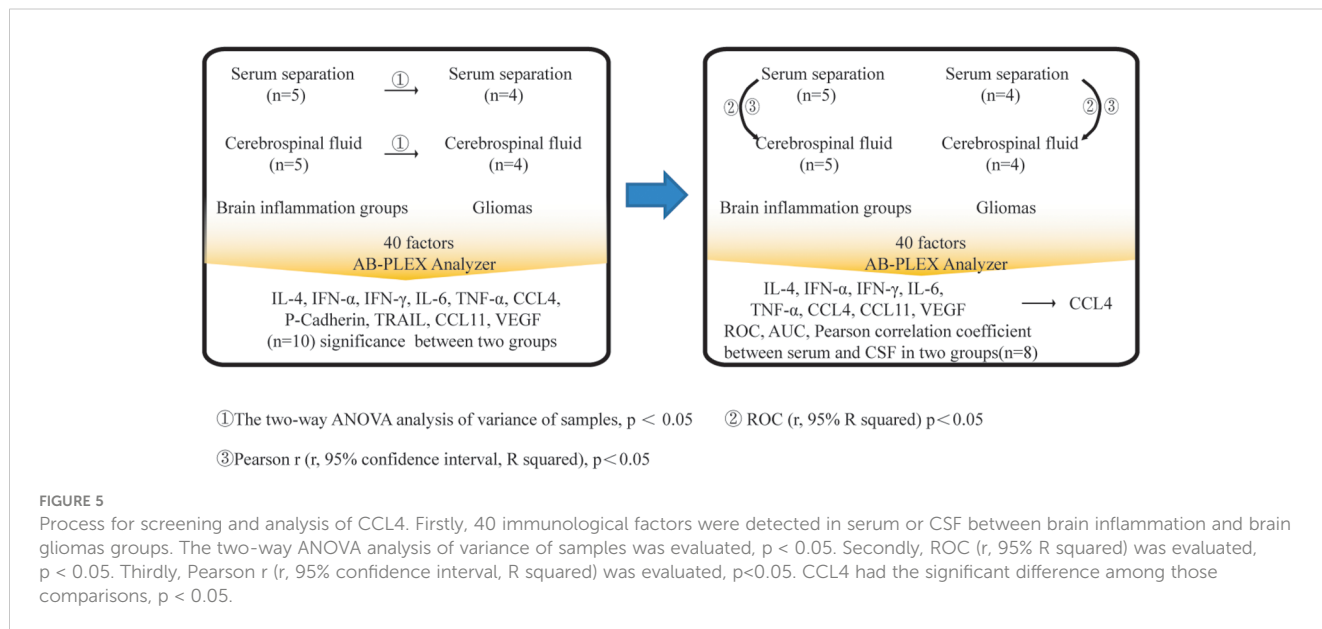 Serum separation
(n=5)
①
Serum separation
(n=4)
Cerebrospinal fluid
(n=5)
①
Cerebrospinal fluid
(n=4)
Brain inflammation groups
Gliomas
40 factors
AB-PLEX Analyzer
IL-4, IFN-α, IFN-γ, IL-6, TNF-α, CCL4,
P-Cadherin, TRAIL, CCL11, VEGF
(n=10) significance between two groups
Serum separation
(n=5)
Serum separation
(n=4)
②③
②③
Cerebrospinal fluid
(n=5)
Cerebrospinal fluid
(n=4)
Brain inflammation groups
Gliomas
40 factors
AB-PLEX Analyzer
IL-4, IFN-α, IFN-γ, IL-6,
TNF-α, CCL4, CCL11, VEGF
CCL4
ROC, AUC, Pearson correlation coefficient
between serum and CSF in two groups(n=8)
①The two-way ANOVA analysis of variance of samples, p < 0.05
② ROC (r, 95% R squared) p<0.05
③Pearson r (r, 95% confidence interval, R squared), p<0.05
FIGURE 5
Process for screening and analysis of CCL4. Firstly, 40 immunological factors were detected in serum or CSF between brain inflammation and brain
gliomas groups. The two-way ANOVA analysis of variance of samples was evaluated, p < 0.05. Secondly, ROC (r, 95% R squared) was evaluated,
p < 0.05. Thirdly, Pearson r (r, 95% confidence interval, R squared) was evaluated, p<0.05. CCL4 had the significant difference among those
comparisons, p < 0.05.